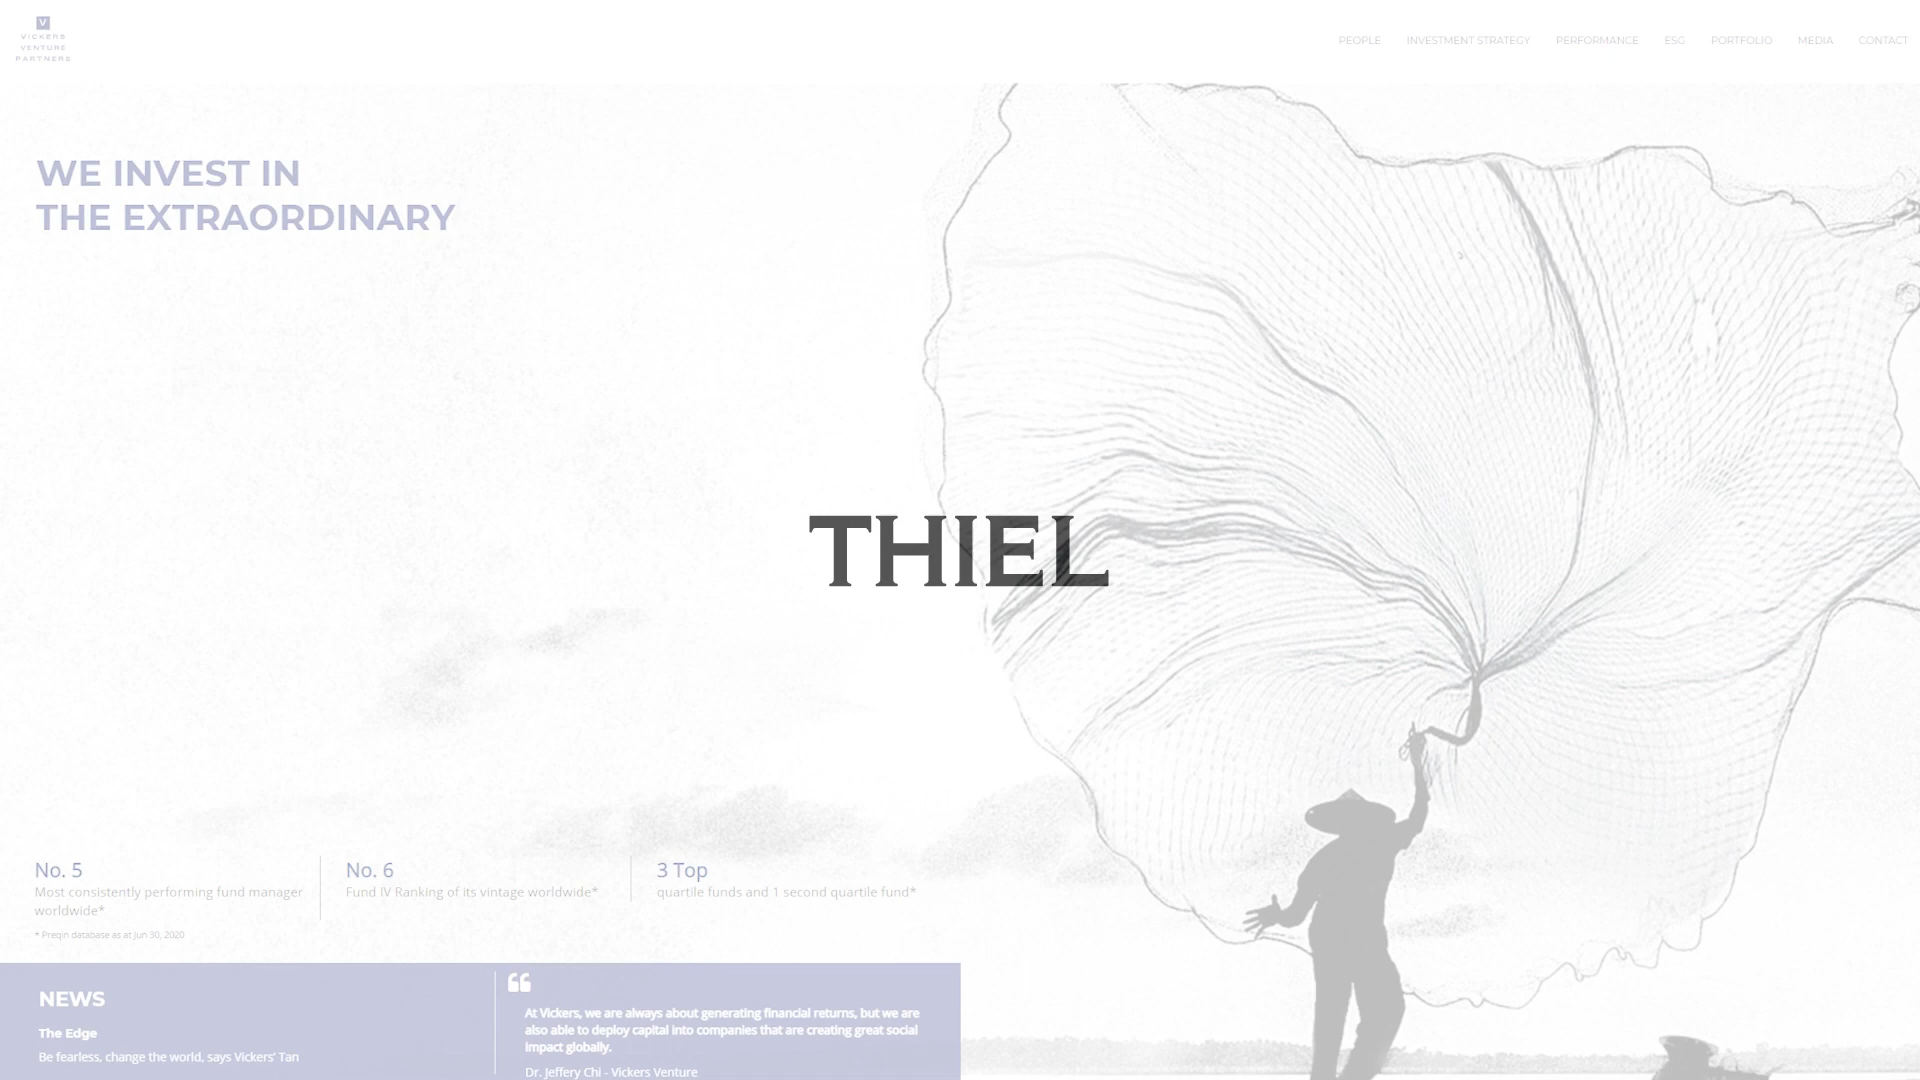 V
VICKERS
VENTURE
PARTNERS
PEOPLE INVESTMENT STRATEGY PERFORMANCE ESG PORTFOLIO MEDIA CONTACT
WE INVEST IN
THE EXTRAORDINARY
THIEL
No. 5
Most consistently performing fund manager
worldwide*
* Preqin database as at Jun 30, 2020
No. 6
Fund IV Ranking of its vintage worldwide*
3 Top
quartile funds and 1 second quartile fund*
NEWS
The Edge
Be fearless, change the world, says Vickers’ Tan
“
At Vickers, we are always about generating financial returns, but we are
also able to deploy capital into companies that are creating great social
impact globally.
Dr. Jeffery Chi - Vickers Venture